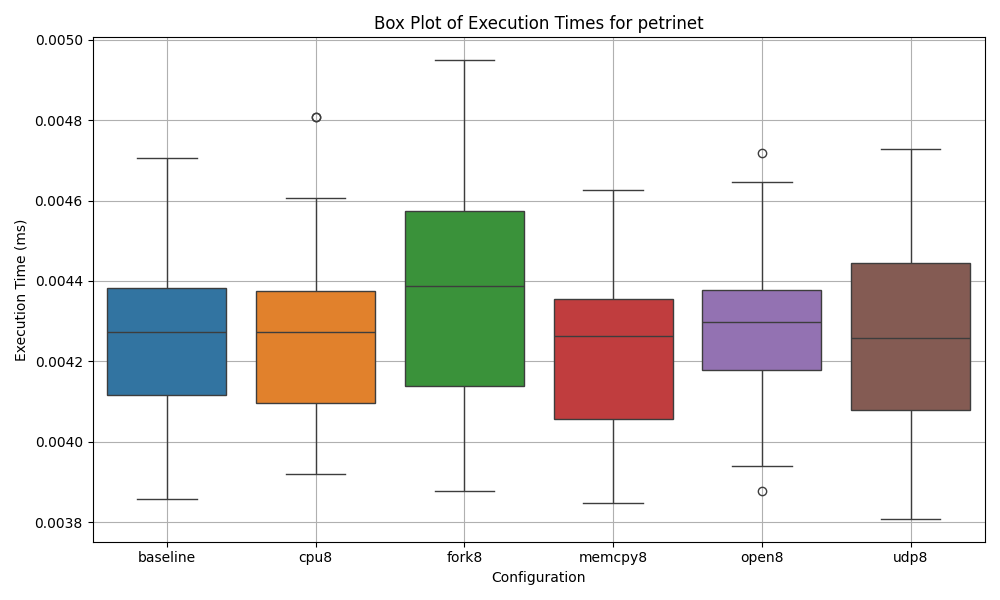 Box Plot of Execution Times for petrinet
0.0050
0.0048
0.0046
0.0044
0.0042
0.0040
0.0038
Execution Time (ms)
baseline
cpu8
fork8
memcpy8
open8
udp8
Configuration